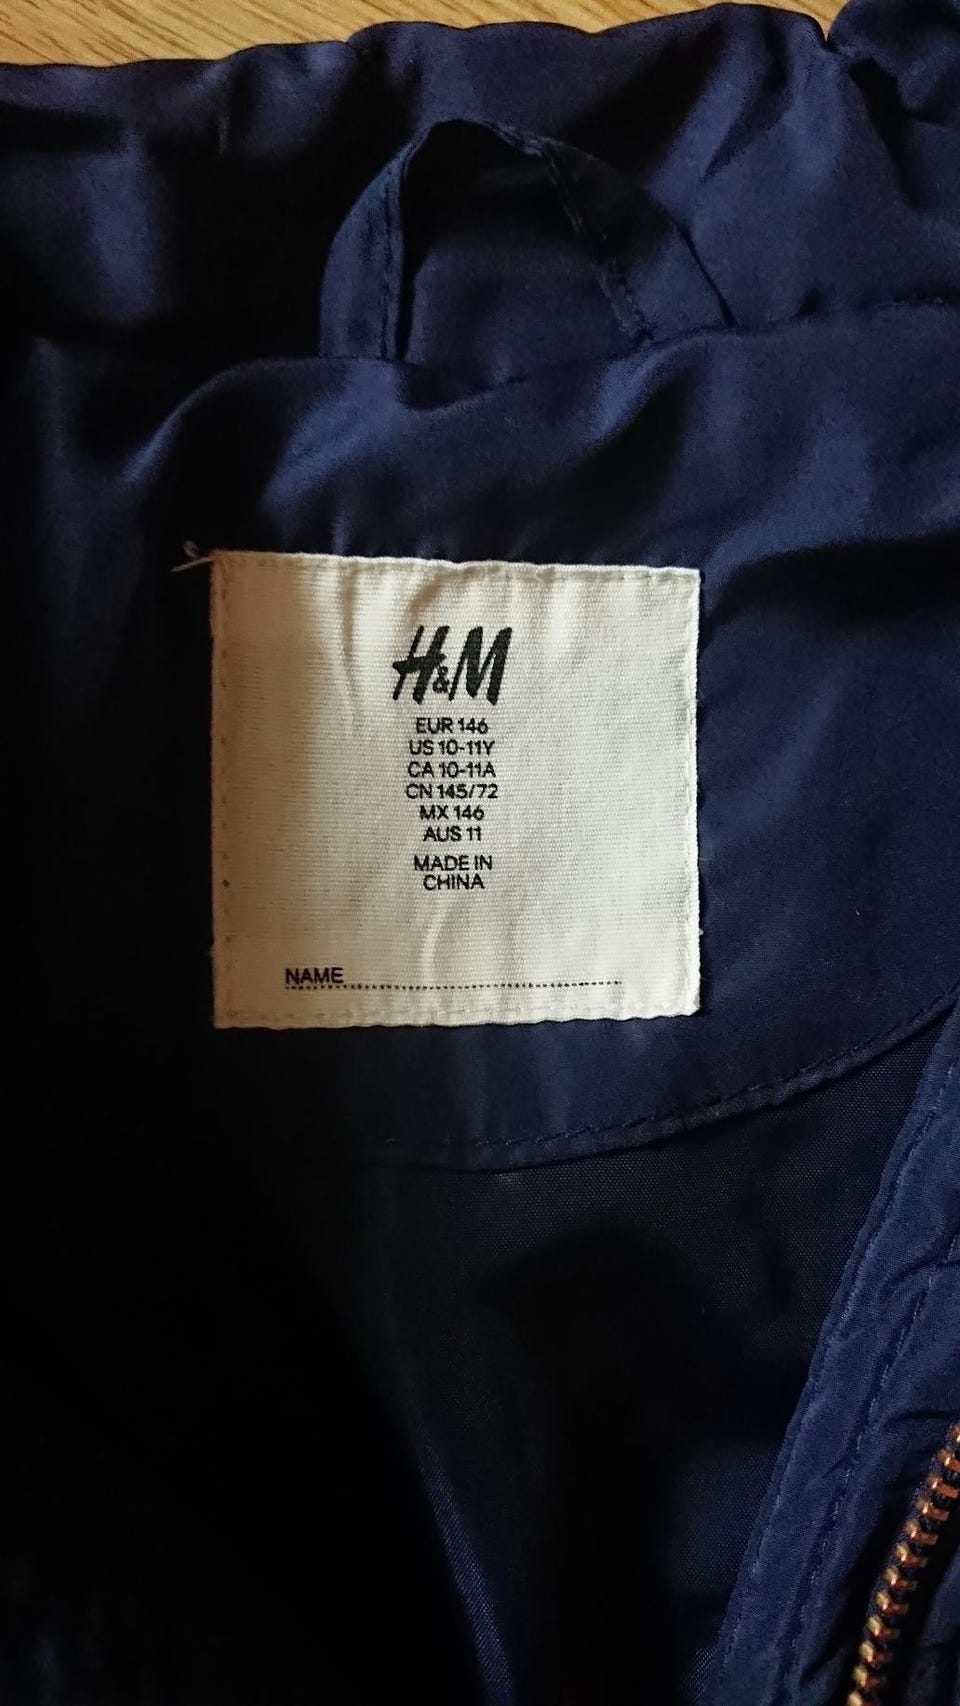 H&M
EUR 146
US 10-11Y
CA 10-11A
CN 145/72
MX 146
AUS 11
MADE IN
CHINA
NAME